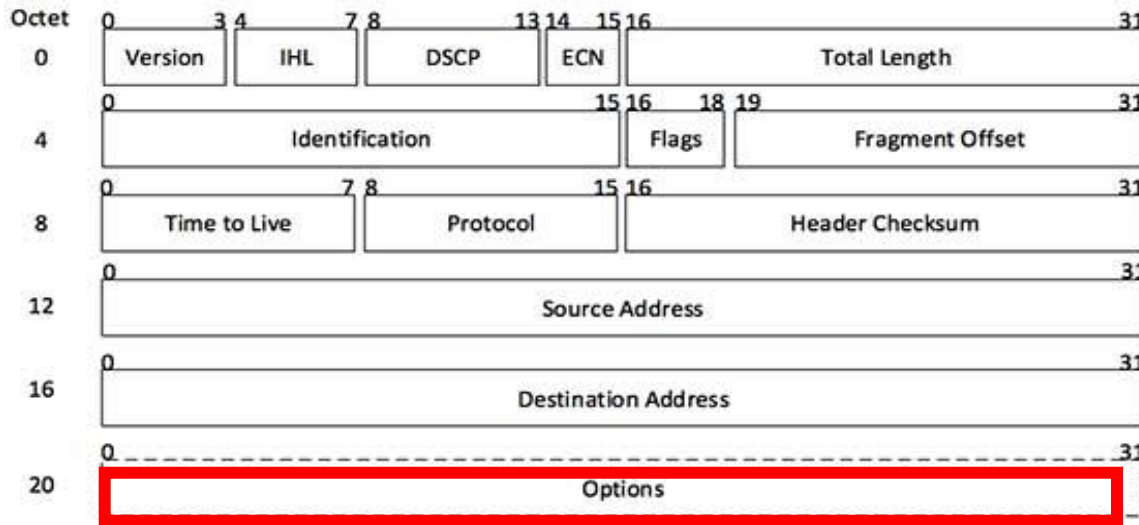 Octet 0 3 4 7 8 13 14 15 16 31
0 Version IHL DSCP ECN Total Length
0 15 16 18 19 31
4 Identification Flags Fragment Offset
0 7 8 15 16 31
8 Time to Live Protocol Header Checksum
0 31
12 Source Address
0 31
16 Destination Address
0 31
20 Options